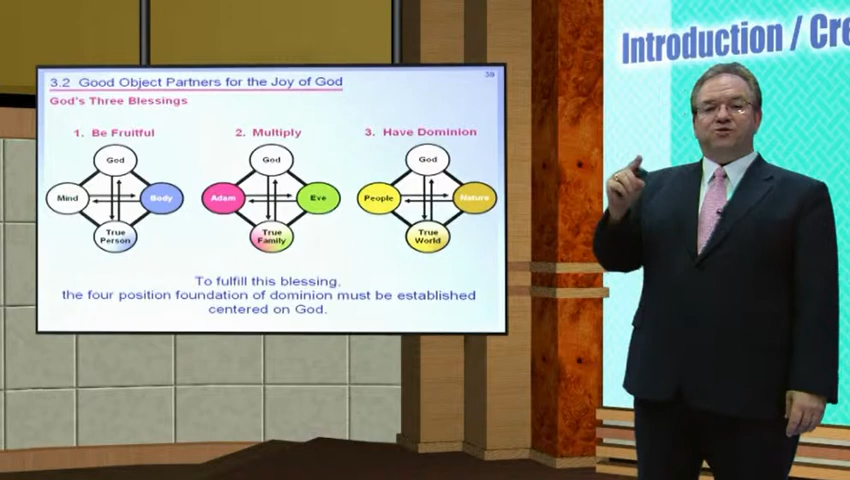 Introduction / Cre
3.2 Good Object Partners for the Joy of God
39
God's Three Blessings
1. Be Fruitful
2. Multiply
3. Have Dominion
God
God
God
Mind
Body
Adam
Eve
People
Nature
True
Person
True
Family
True
World
To fulfill this blessing,
the four position foundation of dominion must be established
centered on God.